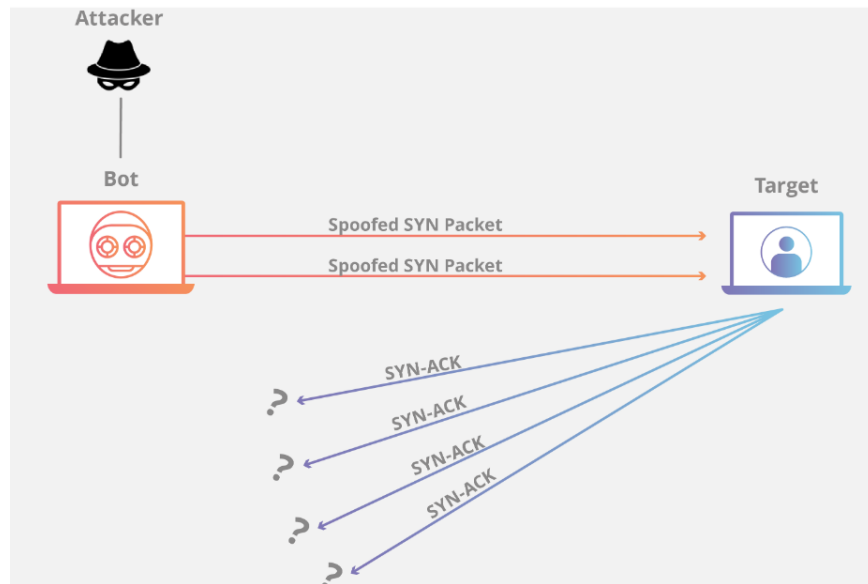 Attacker
Bot
Target
Spoofed SYN Packet
Spoofed SYN Packet
SYN-ACK
?
SYN-ACK
?
SYN-ACK
?
SYN-ACK
?